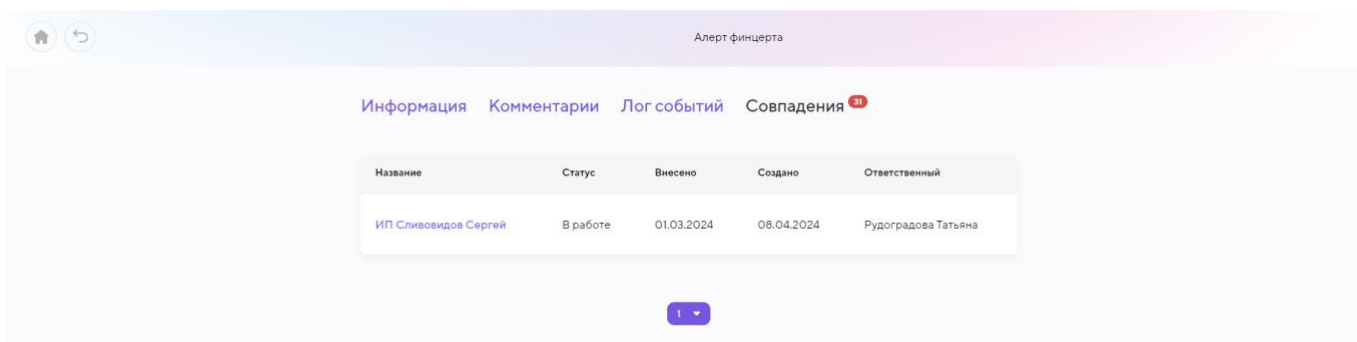 Алерт финцерта
Информация Комментарии Лог событий Совпадения 31
Название Статус Внесено Создано Ответственный
ИП Сливовидов Сергей В работе 01.03.2024 08.04.2024 Рудоградова Татьяна
1